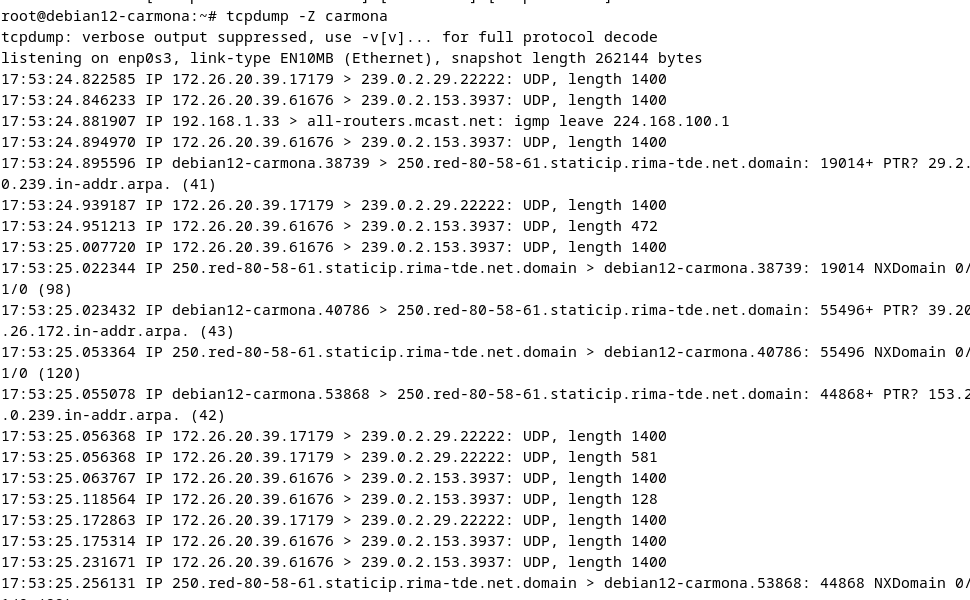 root@debian12-carmona:~# tcpdump -Z carmona
tcpdump: verbose output suppressed, use -v[v]... for full protocol decode
listening on enp0s3, link-type EN10MB (Ethernet), snapshot length 262144 bytes
17:53:24.822585 IP 172.26.20.39.17179 > 239.0.2.29.22222: UDP, length 1400
17:53:24.846233 IP 172.26.20.39.61676 > 239.0.2.153.3937: UDP, length 1400
17:53:24.881907 IP 192.168.1.33 > all-routers.mcast.net: igmp leave 224.168.100.1
17:53:24.894970 IP 172.26.20.39.61676 > 239.0.2.153.3937: UDP, length 1400
17:53:24.895596 IP debian12-carmona.38739 > 250.red-80-58-61.staticip.rima-tde.net.domain: 19014+ PTR? 29.2.
0.239.in-addr.arpa. (41)
17:53:24.939187 IP 172.26.20.39.17179 > 239.0.2.29.22222: UDP, length 1400
17:53:24.951213 IP 172.26.20.39.61676 > 239.0.2.153.3937: UDP, length 472
17:53:25.007720 IP 172.26.20.39.61676 > 239.0.2.153.3937: UDP, length 1400
17:53:25.022344 IP 250.red-80-58-61.staticip.rima-tde.net.domain > debian12-carmona.38739: 19014 NXDomain 0/
1/0 (98)
17:53:25.023432 IP debian12-carmona.40786 > 250.red-80-58-61.staticip.rima-tde.net.domain: 55496+ PTR? 39.20
.26.172.in-addr.arpa. (43)
17:53:25.053364 IP 250.red-80-58-61.staticip.rima-tde.net.domain > debian12-carmona.40786: 55496 NXDomain 0/
1/0 (120)
17:53:25.055078 IP debian12-carmona.53868 > 250.red-80-58-61.staticip.rima-tde.net.domain: 44868+ PTR? 153.2
.0.239.in-addr.arpa. (42)
17:53:25.056368 IP 172.26.20.39.17179 > 239.0.2.29.22222: UDP, length 1400
17:53:25.056368 IP 172.26.20.39.17179 > 239.0.2.29.22222: UDP, length 581
17:53:25.063767 IP 172.26.20.39.61676 > 239.0.2.153.3937: UDP, length 1400
17:53:25.118564 IP 172.26.20.39.61676 > 239.0.2.153.3937: UDP, length 128
17:53:25.172863 IP 172.26.20.39.17179 > 239.0.2.29.22222: UDP, length 1400
17:53:25.175314 IP 172.26.20.39.61676 > 239.0.2.153.3937: UDP, length 1400
17:53:25.231671 IP 172.26.20.39.61676 > 239.0.2.153.3937: UDP, length 1400
17:53:25.256131 IP 250.red-80-58-61.staticip.rima-tde.net.domain > debian12-carmona.53868: 44868 NXDomain 0/